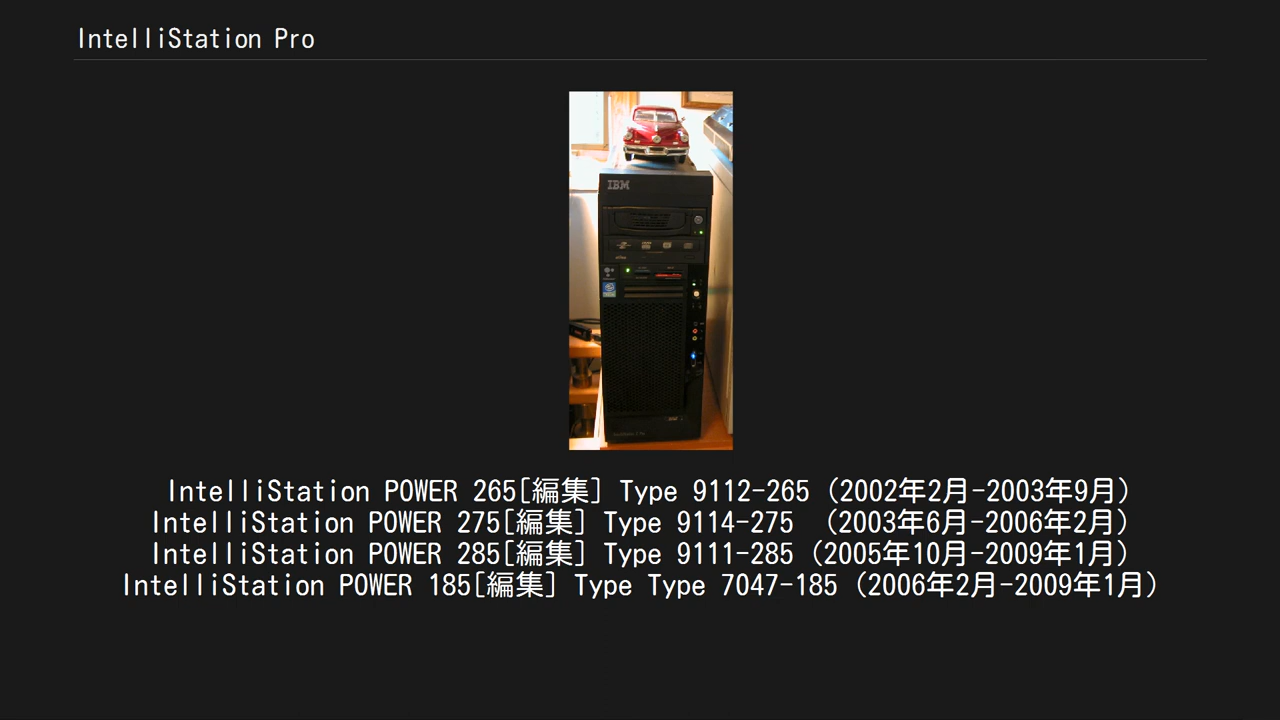 IntelliStation Pro
IBM
IntelliStation POWER 265[編集] Type 9112-265（2002年2月-2003年9月）
IntelliStation POWER 275[編集] Type 9114-275 （2003年6月-2006年2月）
IntelliStation POWER 285[編集] Type 9111-285（2005年10月-2009年1月）
IntelliStation POWER 185[編集] Type Type 7047-185（2006年2月-2009年1月）